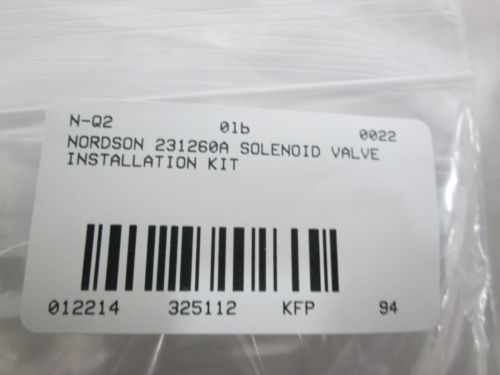 N-Q2 01b 0022
NORDSON 231260A SOLENOID VALVE
INSTALLATION KIT
012214 325112 KFP 94